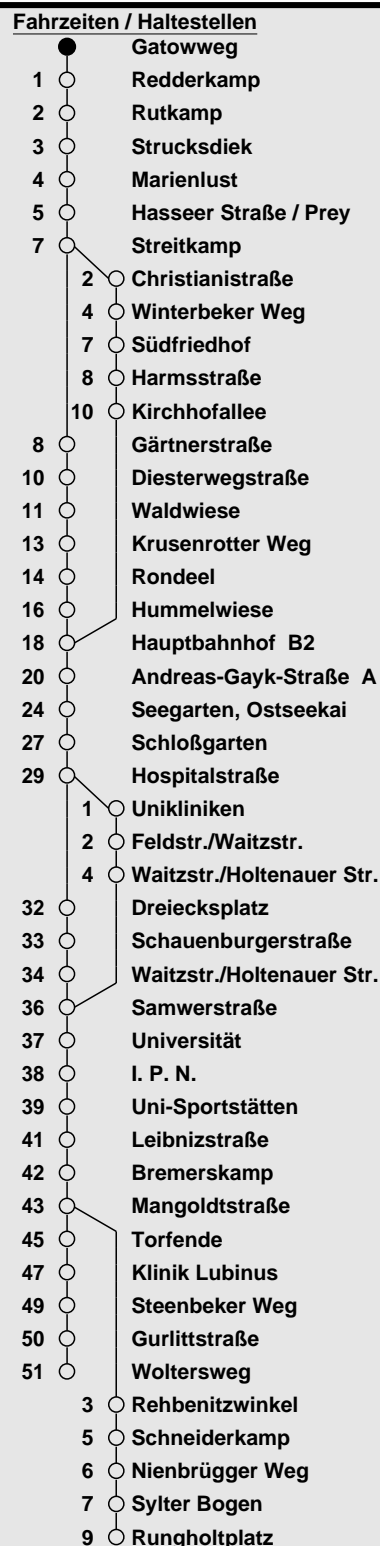 Fahrzeiten / Haltestellen
Gatowweg
1 Redderkamp
2 Rutkamp
3 Strucksdiek
4 Marienlust
5 Hasseer Straße / Prey
7 Streitkamp
2 Christianistraße
4 Winterbeker Weg
7 Südfriedhof
8 Harmsstraße
10 Kirchhofallee
8 Gärtnerstraße
10 Diesterwegstraße
11 Waldwiese
13 Krusenrotter Weg
14 Rondeel
16 Hummelwiese
18 Hauptbahnhof B2
20 Andreas-Gayk-Straße A
24 Seegarten, Ostseekai
27 Schloßgarten
29 Hospitalstraße
1 Unikliniken
2 Feldstr./Waitzstr.
4 Waitzstr./Holtenauer Str.
32 Dreiecksplatz
33 Schauenburgerstraße
34 Waitzstr./Holtenauer Str.
36 Samwerstraße
37 Universität
38 I. P. N.
39 Uni-Sportstätten
41 Leibnizstraße
42 Bremerskamp
43 Mangoldtstraße
45 Torfende
47 Klinik Lubinus
49 Steenbeker Weg
50 Gurlittstraße
51 Woltersweg
3 Rehbenitzwinkel
5 Schneiderkamp
6 Nienbrügger Weg
7 Sylter Bogen
9 Rungholtplatz